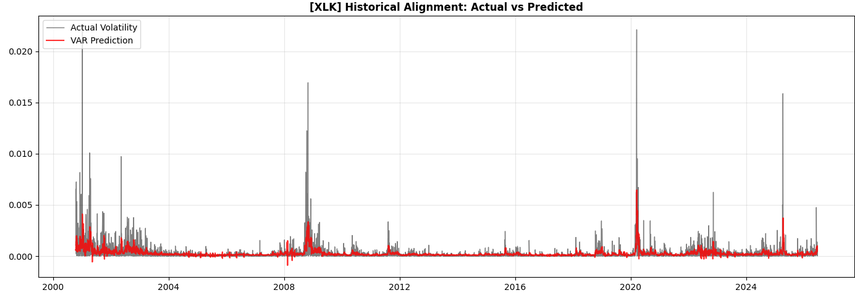 [XLK] Historical Alignment: Actual vs Predicted
Actual Volatility
VAR Prediction
0.020
0.015
0.010
0.005
0.000
2000 2004 2008 2012 2016 2020 2024